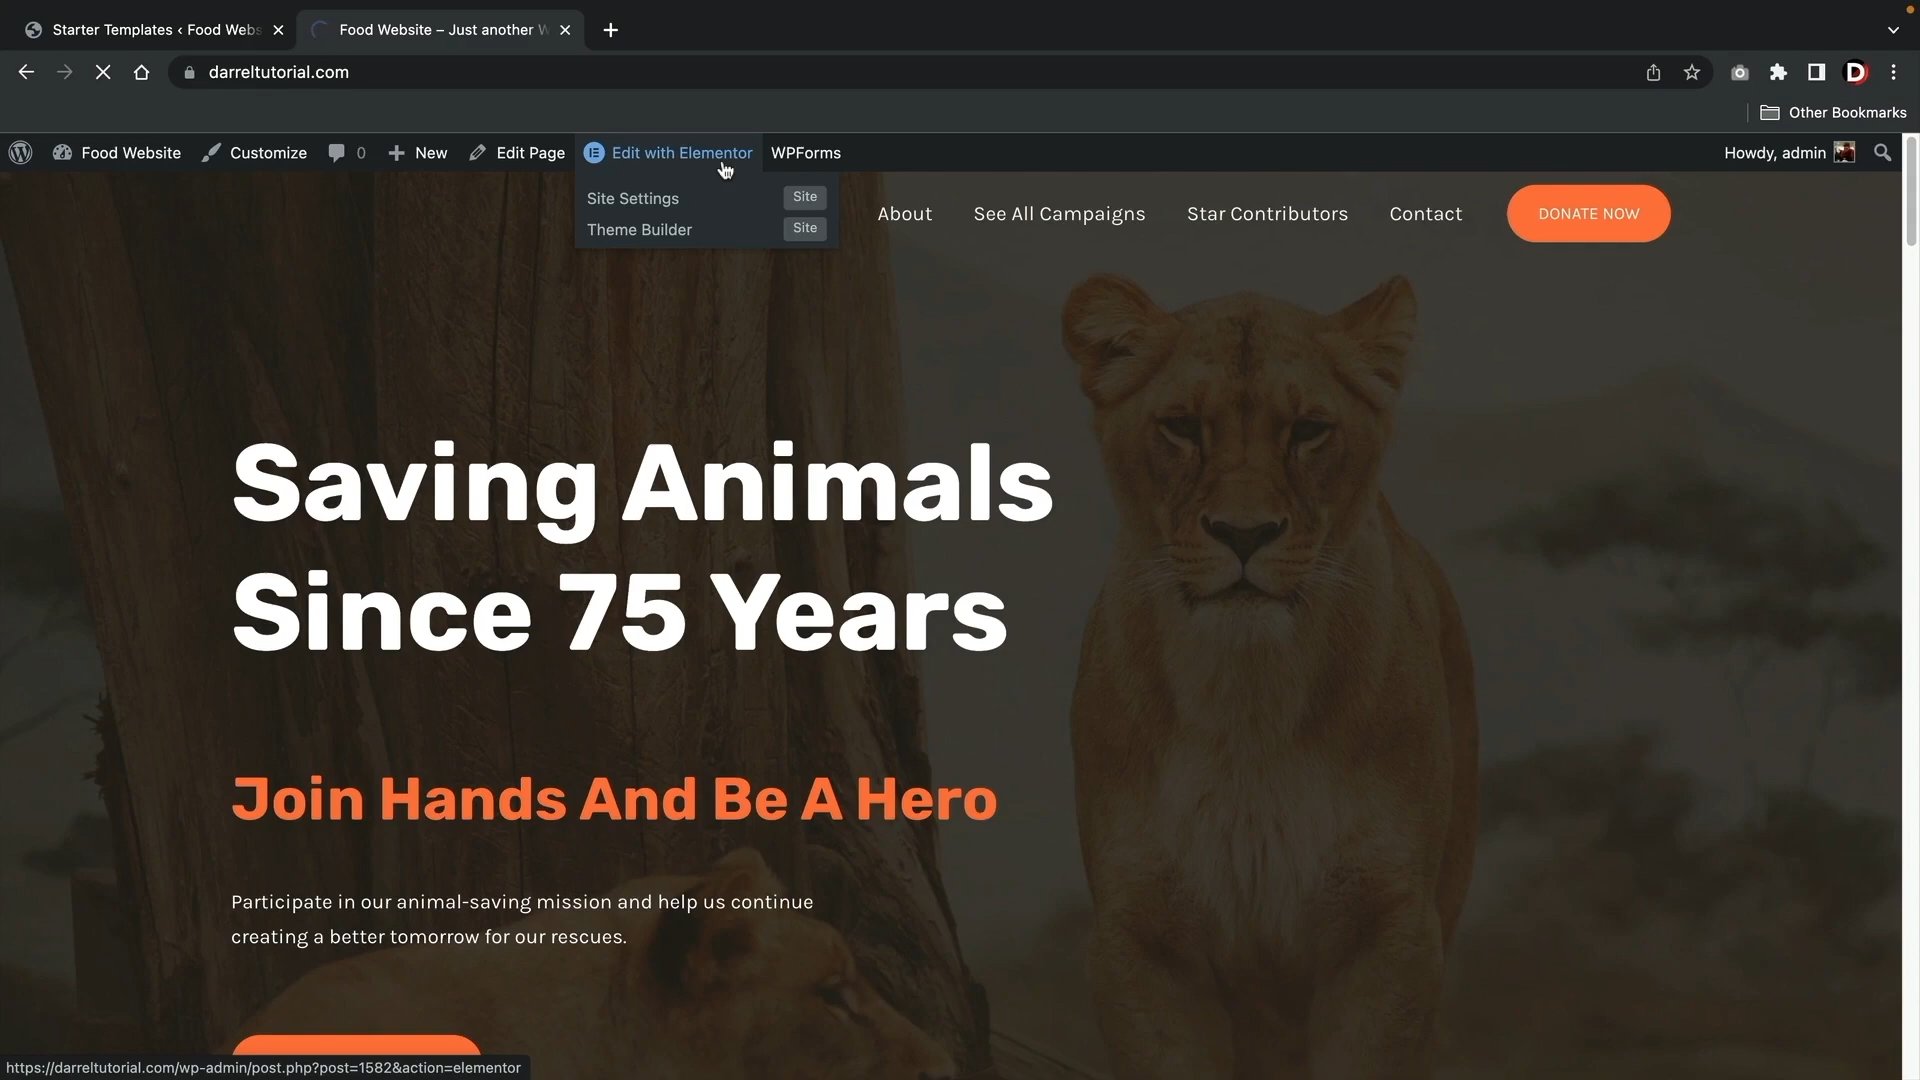 Starter Templates ‹ Food Webs
Food Website – Just another W
darreltutorial.com
Other Bookmarks
Food Website
Customize
0
New
Edit Page
Edit with Elementor
WPForms
Howdy, admin
Site Settings
Site
Theme Builder
Site
About
See All Campaigns
Star Contributors
Contact
DONATE NOW
Saving Animals
Since 75 Years
Join Hands And Be A Hero
Participate in our animal-saving mission and help us continue
creating a better tomorrow for our rescues.
https://darreltutorial.com/wp-admin/post.php?post=1582&action=elementor